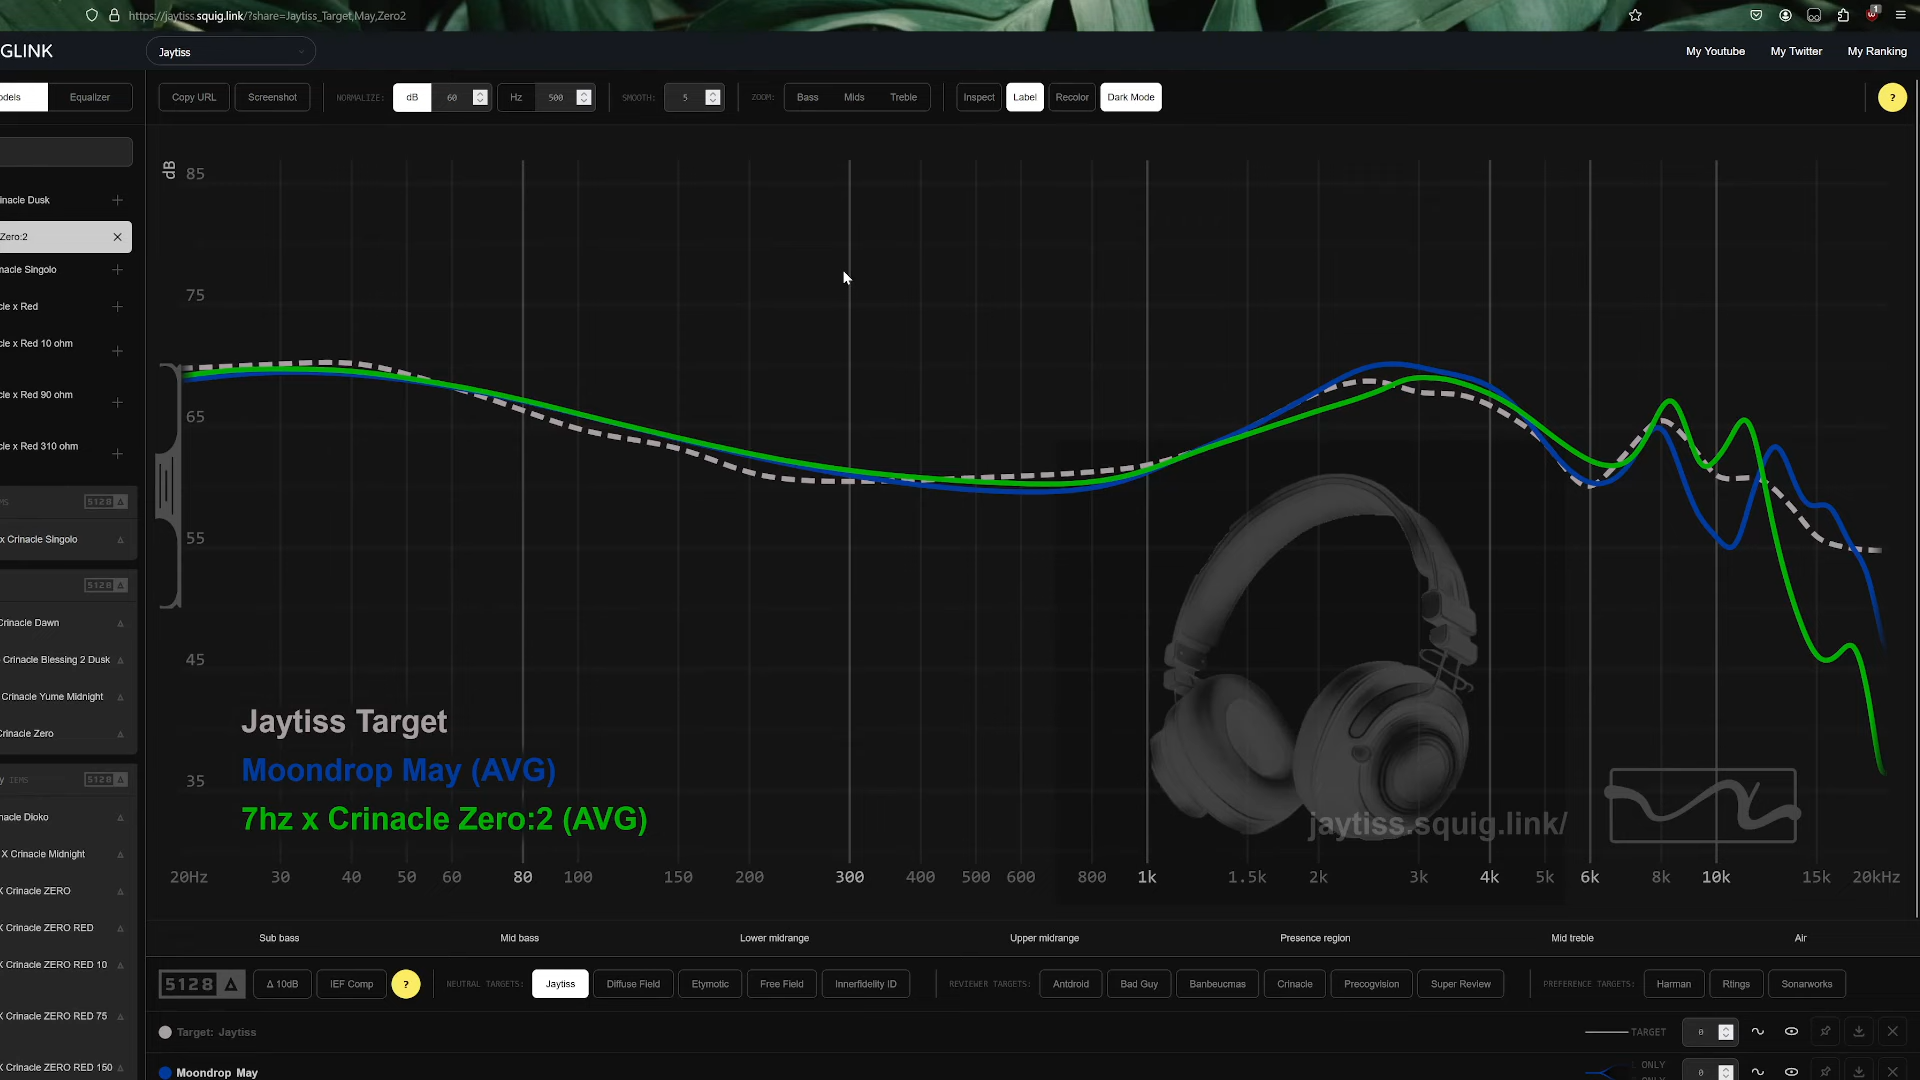 https://jaytiss.squig.link/?share=Jaytiss_Target,May,Zero2
1
GLINK
Jaytiss
My Youtube
My Twitter
My Ranking
odels
Equalizer
Copy URL
Screenshot
NORMALIZE:
dB
60
Hz
500
SMOOTH:
5
ZOOM:
Bass
Mids
Treble
Inspect
Label
Recolor
Dark Mode
?
inacle Dusk
Zero:2
nacle Singolo
cle x Red
cle x Red 10 ohm
cle x Red 90 ohm
cle x Red 310 ohm
MS
5128 Δ
x Crinacle Singolo
5128 Δ
Crinacle Dawn
Crinacle Blessing 2 Dusk
Crinacle Yume Midnight
Crinacle Zero
y IEMS
5128 Δ
nacle Dioko
X Crinacle Midnight
X Crinacle ZERO
X Crinacle ZERO RED
X Crinacle ZERO RED 10
X Crinacle ZERO RED 75
X Crinacle ZERO RED 150
dB
85
75
65
55
45
35
Jaytiss Target
Moondrop May (AVG)
7hz x Crinacle Zero:2 (AVG)
jaytiss.squig.link/
20Hz 30 40 50 60 80 100 150 200 300 400 500 600 800 1k 1.5k 2k 3k 4k 5k 6k 8k 10k 15k 20kHz
Sub bass
Mid bass
Lower midrange
Upper midrange
Presence region
Mid treble
Air
5128 Δ
Δ 10dB
IEF Comp
?
NEUTRAL TARGETS:
Jaytiss
Diffuse Field
Etymotic
Free Field
Innerfidelity ID
REVIEWER TARGETS:
Antdroid
Bad Guy
Banbeucmas
Crinacle
Precogvision
Super Review
PREFERENCE TARGETS:
Harman
Rtings
Sonarworks
Target: Jaytiss
TARGET
0
Moondrop May
ONLY
0